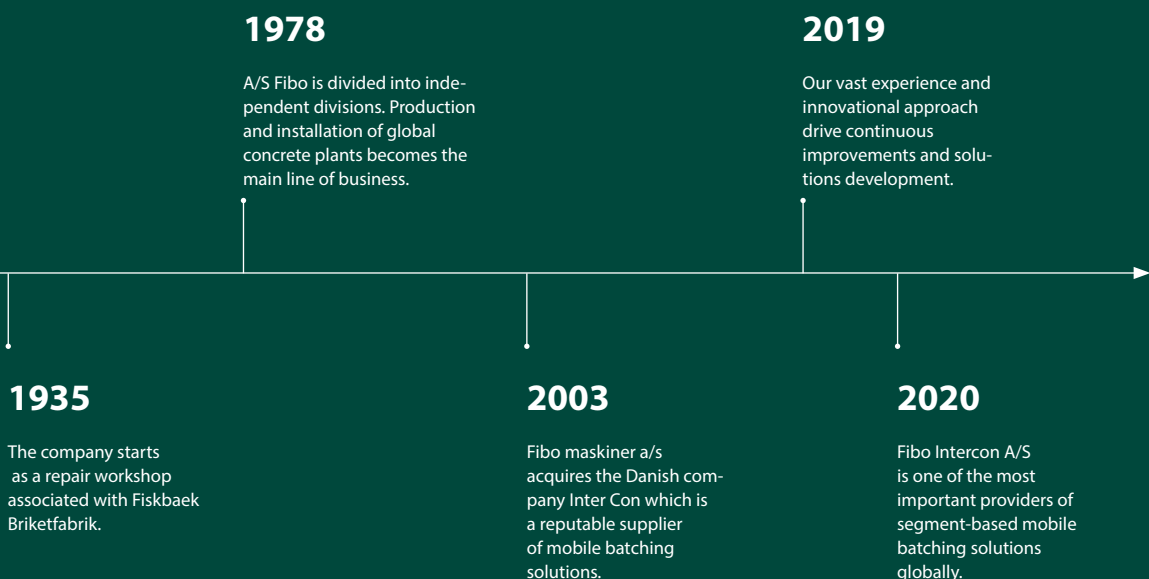 1978
A/S Fibo is divided into inde-
pendent divisions. Production
and installation of global
concrete plants becomes the
main line of business.
2019
Our vast experience and
innovational approach
drive continuous
improvements and solu-
tions development.
1935
The company starts
as a repair workshop
associated with Fiskbaek
Briketfabrik.
2003
Fibo maskiner a/s
acquires the Danish com-
pany Inter Con which is
a reputable supplier
of mobile batching
solutions.
2020
Fibo Intercon A/S
is one of the most
important providers of
segment-based mobile
batching solutions
globally.